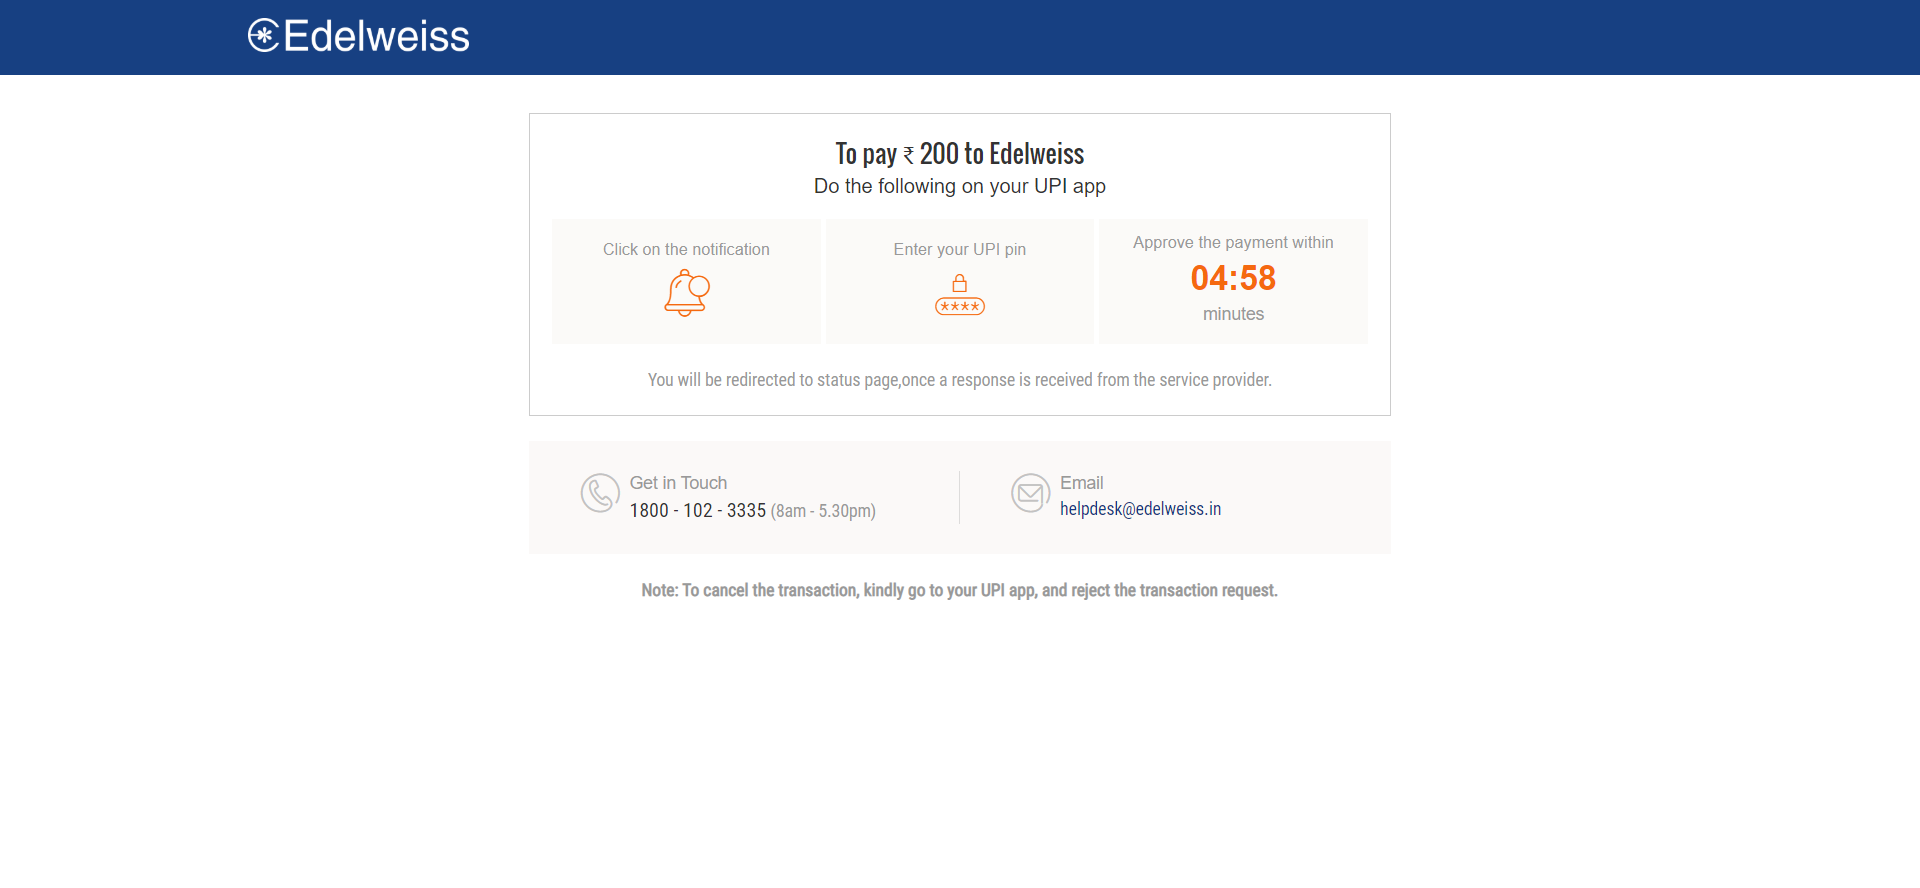 Edelweiss
To pay ₹ 200 to Edelweiss
Do the following on your UPI app
Click on the notification
Enter your UPI pin
****
Approve the payment within
04:58
minutes
You will be redirected to status page,once a response is received from the service provider.
Get in Touch
1800 - 102 - 3335 (8am - 5.30pm)
Email
helpdesk@edelweiss.in
Note: To cancel the transaction, kindly go to your UPI app, and reject the transaction request.